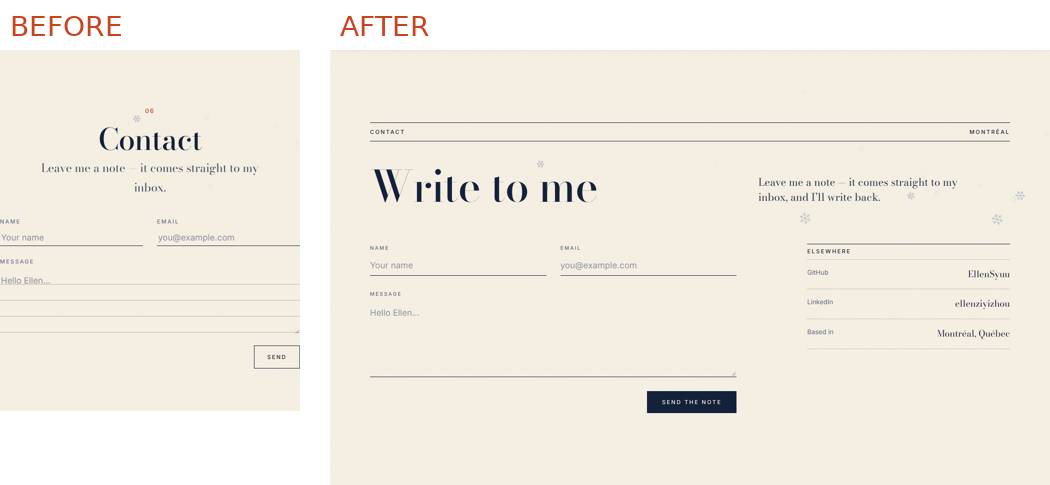 BEFORE
06
Contact
Leave me a note — it comes straight to my
inbox.
NAME
EMAIL
Your name
you@example.com
MESSAGE
Hello Ellen...
SEND
AFTER
CONTACT
MONTRÉAL
Write to me
Leave me a note — it comes straight to my
inbox, and I'll write back.
NAME
EMAIL
Your name
you@example.com
MESSAGE
Hello Ellen...
SEND THE NOTE
ELSEWHERE
GitHub
EllenSyuu
LinkedIn
ellenziyizhou
Based in
Montréal, Québec